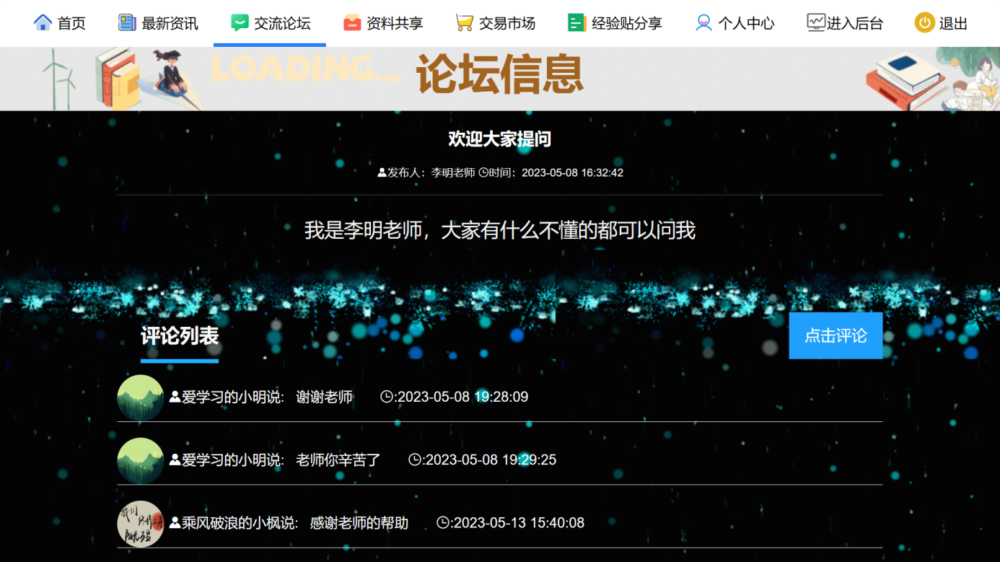 首页 最新资讯 交流论坛 资料共享 交易市场 经验贴分享 个人中心 进入后台 退出
LOADING... 论坛信息
欢迎大家提问
发布人：李明老师 时间：2023-05-08 16:32:42
我是李明老师，大家有什么不懂的都可以问我
评论列表
点击评论
爱学习的小明说: 谢谢老师 :2023-05-08 19:28:09
爱学习的小明说: 老师你辛苦了 :2023-05-08 19:29:25
乘风破浪的小枫说: 感谢老师的帮助 :2023-05-13 15:40:08